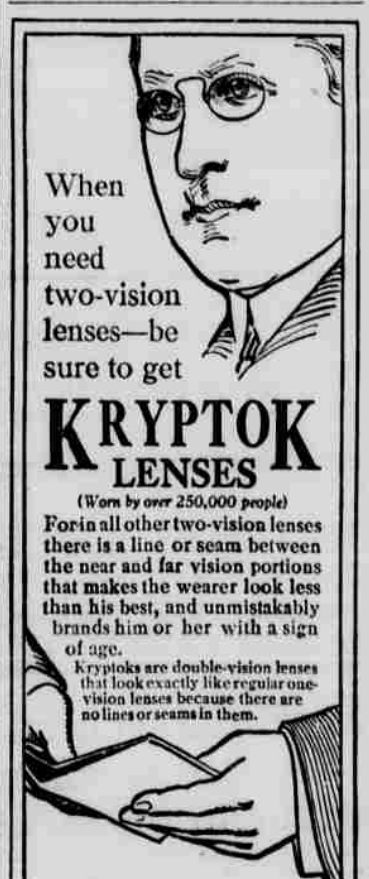 When
you
need
two-vision
lenses—be
sure to get
KRYPTOK
LENSES
(Worn by over 250,000 people)
For in all other two-vision lenses
there is a line or seam between
the near and far vision portions
that makes the wearer look less
than his best, and unmistakably
brands him or her with a sign
of age.
Kryptoks are double-vision lenses
that look exactly like regular one-
vision lenses because there are
no lines or seams in them.